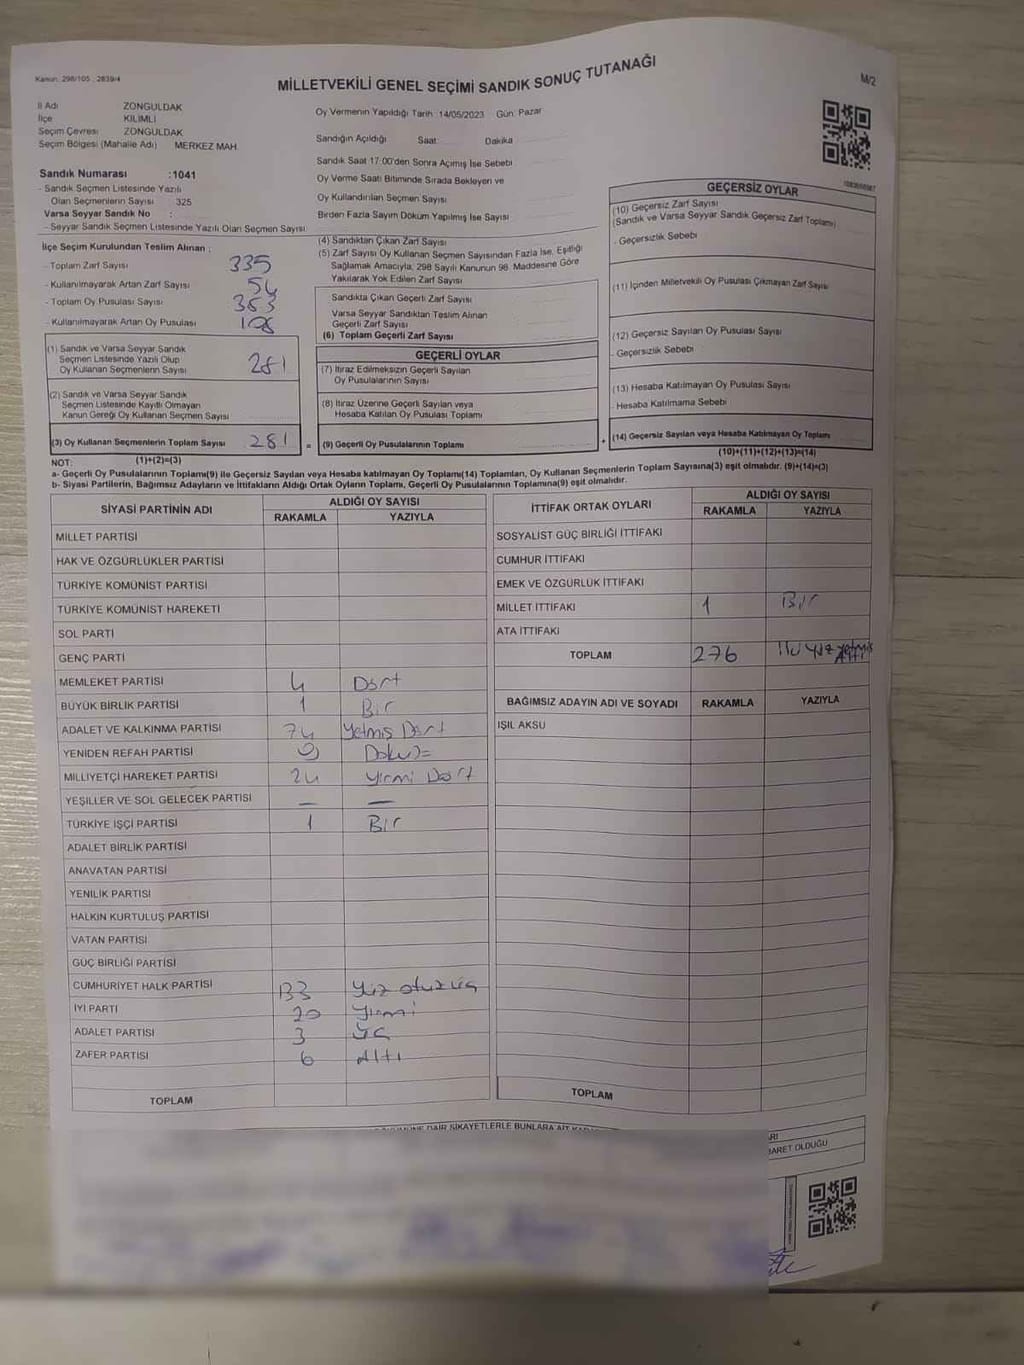 Kanun: 298/105 , 2839/4
MİLLETVEKİLİ GENEL SEÇİMİ SANDIK SONUÇ TUTANAĞI
M/2
İl Adı ZONGULDAK
İlçe KİLİMLİ
Seçim Çevresi ZONGULDAK
Seçim Bölgesi (Mahalle Adı) MERKEZ MAH.
Oy Vermenin Yapıldığı Tarih :14/05/2023 Gün: Pazar
Sandığın Açıldığı Saat: Dakika
Sandık Saat 17:00'den Sonra Açımış İse Sebebi
Oy Verme Saati Bitiminde Sırada Bekleyen ve
Oy Kullandırılan Seçmen Sayısı
Birden Fazla Sayım Döküm Yapılmış İse Sayısı
Sandık Numarası :1041
- Sandık Seçmen Listesinde Yazılı
Olan Seçmenlerin Sayısı 325
Varsa Seyyar Sandık No :
- Seyyar Sandık Seçmen Listesinde Yazılı Olan Seçmen Sayısı:
İlçe Seçim Kurulundan Teslim Alınan ;
- Toplam Zarf Sayısı 335
- Kullanılmayarak Artan Zarf Sayısı 54
- Toplam Oy Pusulası Sayısı 383
- Kullanılmayarak Artan Oy Pusulası
(1) Sandık ve Varsa Seyyar Sandık
Seçmen Listesinde Yazılı Olup
Oy Kullanan Seçmenlerin Sayısı 281
(2) Sandık ve Varsa Seyyar Sandık
Seçmen Listesinde Kayıtlı Olmayan
Kanun Gereği Oy Kullanan Seçmen Sayısı
(3) Oy Kullanan Seçmenlerin Toplam Sayısı 281 =
(1)+(2)=(3)
(4) Sandıktan Çıkan Zarf Sayısı
(5) Zarf Sayısı Oy Kullanan Seçmen Sayısından Fazla İse, Eşitliği
Sağlamak Amacıyla, 298 Sayılı Kanunun 98. Maddesine Göre
Yakılarak Yok Edilen Zarf Sayısı
Sandıkta Çıkan Geçerli Zarf Sayısı
Varsa Seyyar Sandıktan Teslim Alınan
Geçerli Zarf Sayısı
(6) Toplam Geçerli Zarf Sayısı
GEÇERLİ OYLAR
(7) İtiraz Edilmeksizin Geçerli Sayılan
Oy Pusulalarının Sayısı
(8) İtiraz Üzerine Geçerli Sayılan veya
Hesaba Katılan Oy Pusulası Toplamı
(9) Geçerli Oy Pusulalarının Toplamı +
GEÇERSİZ OYLAR
(10) Geçersiz Zarf Sayısı
(Sandık ve Varsa Seyyar Sandık Geçersiz Zarf Toplamı)
- Geçersizlik Sebebi
(11) İçinden Milletvekili Oy Pusulası Çıkmayan Zarf Sayısı
(12) Geçersiz Sayılan Oy Pusulası Sayısı
- Geçersizlik Sebebi
(13) Hesaba Katılmayan Oy Pusulası Sayısı
- Hesaba Katılmama Sebebi
(14) Geçersiz Sayılan veya Hesaba Katılmayan Oy Toplamı
(10)+(11)+(12)+(13)=(14)
NOT:
a- Geçerli Oy Pusulalarının Toplamı(9) ile Geçersiz Sayılan veya Hesaba katılmayan Oy Toplamı(14) Toplamları, Oy Kullanan Seçmenlerin Toplam Sayısına(3) eşit olmalıdır. (9)+(14)=(3)
b- Siyasi Partilerin, Bağımsız Adayların ve İttifakların Aldığı Ortak Oyların Toplamı, Geçerli Oy Pusulalarının Toplamına(9) eşit olmalıdır.
SİYASİ PARTİNİN ADI ALDIĞI OY SAYISI
RAKAMLA YAZIYLA
MİLLET PARTİSİ
HAK VE ÖZGÜRLÜKLER PARTİSİ
TÜRKİYE KOMÜNİST PARTİSİ
TÜRKİYE KOMÜNİST HAREKETİ
SOL PARTİ
GENÇ PARTİ
MEMLEKET PARTİSİ 4 Dört
BÜYÜK BİRLİK PARTİSİ 1 Bir
ADALET VE KALKINMA PARTİSİ 74 Yetmiş Dört
YENİDEN REFAH PARTİSİ 9 Dokuz
MİLLİYETÇİ HAREKET PARTİSİ 24 Yirmi Dört
YEŞİLLER VE SOL GELECEK PARTİSİ — —
TÜRKİYE İŞÇİ PARTİSİ 1 Bir
ADALET BİRLİK PARTİSİ
ANAVATAN PARTİSİ
YENİLİK PARTİSİ
HALKIN KURTULUŞ PARTİSİ
VATAN PARTİSİ
GÜÇ BİRLİĞİ PARTİSİ
CUMHURİYET HALK PARTİSİ 133 Yüz otuz üç
İYİ PARTİ 20 Yirmi
ADALET PARTİSİ 3 Üç
ZAFER PARTİSİ 6 Altı
TOPLAM
İTTİFAK ORTAK OYLARI ALDIĞI OY SAYISI
RAKAMLA YAZIYLA
SOSYALİST GÜÇ BİRLİĞİ İTTİFAKI
CUMHUR İTTİFAKI
EMEK VE ÖZGÜRLÜK İTTİFAKI
MİLLET İTTİFAKI 1 Bir
ATA İTTİFAKI
TOPLAM 276 İki yüz yetmiş Altı
BAĞIMSIZ ADAYIN ADI VE SOYADI RAKAMLA YAZIYLA
IŞIL AKSU
TOPLAM
DAİR ŞİKAYETLERLE BUNLARA AİT
BARET OLDUĞU